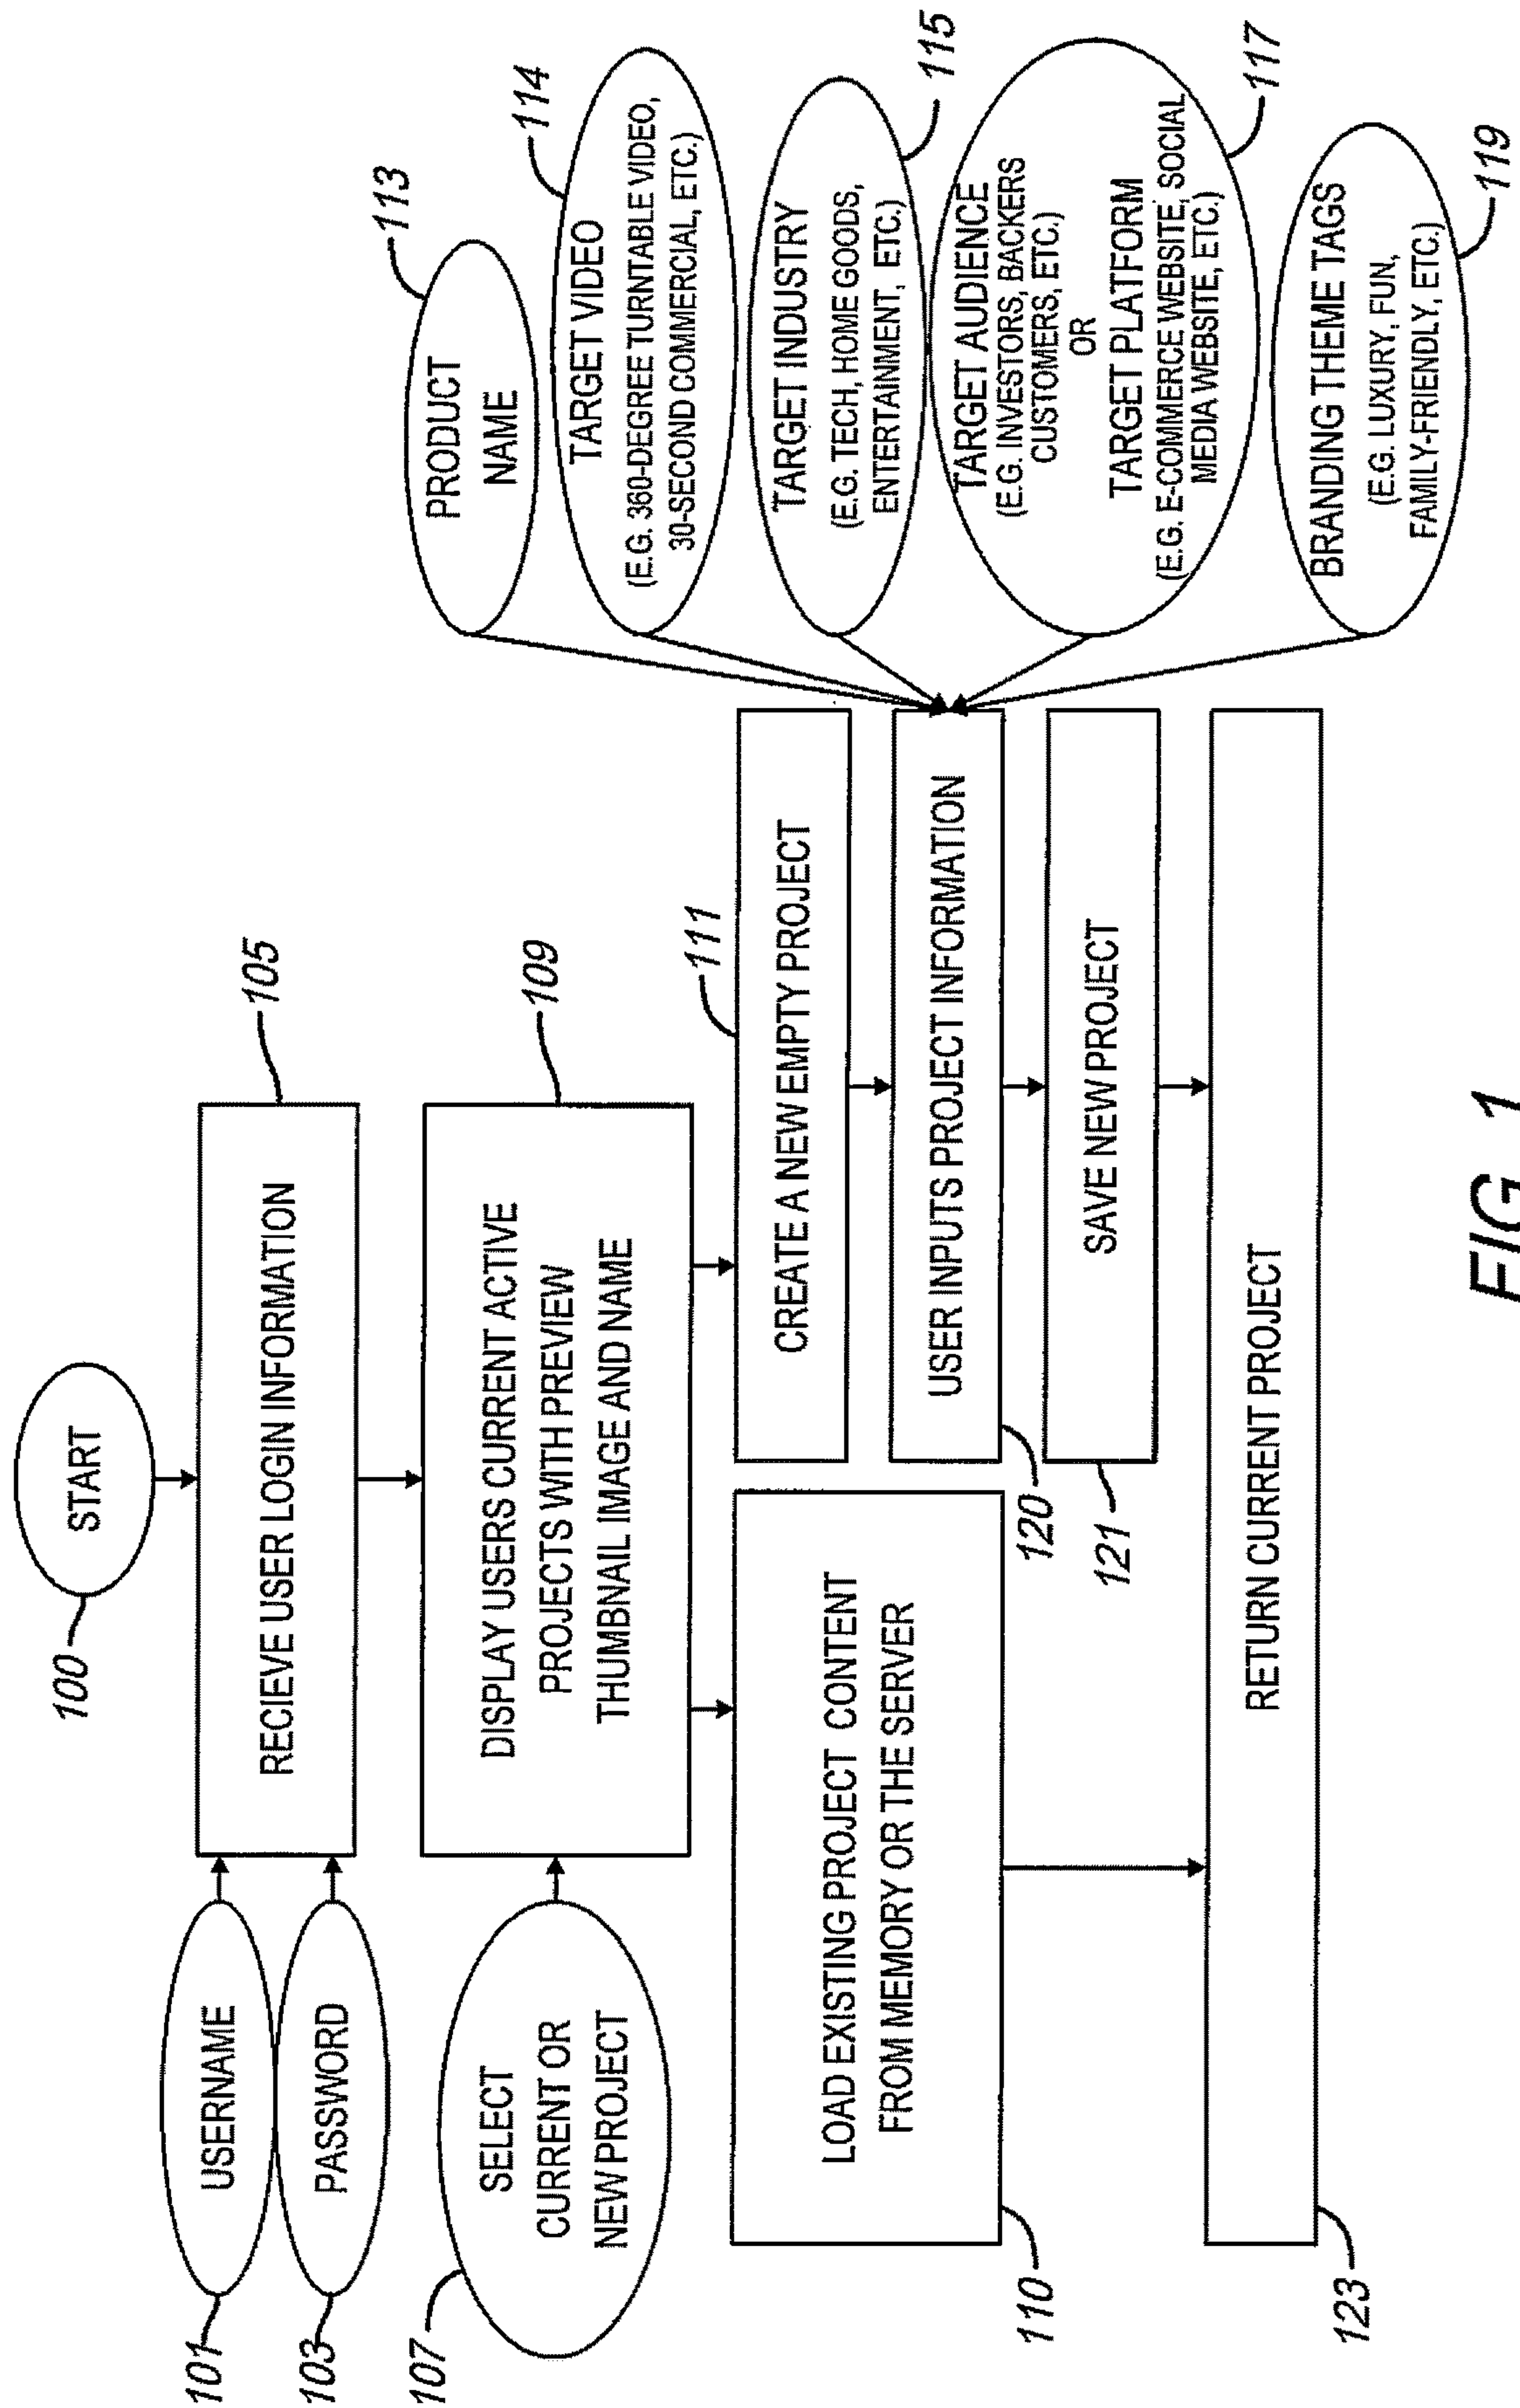 START
100
USERNAME
101
PASSWORD
103
RECIEVE USER LOGIN INFORMATION
105
SELECT
CURRENT OR
NEW PROJECT
107
DISPLAY USERS CURRENT ACTIVE
PROJECTS WITH PREVIEW
THUMBNAIL IMAGE AND NAME
109
LOAD EXISTING PROJECT CONTENT
FROM MEMORY OR THE SERVER
110
CREATE A NEW EMPTY PROJECT
111
USER INPUTS PROJECT INFORMATION
120
SAVE NEW PROJECT
121
PRODUCT
NAME
113
TARGET VIDEO
(E.G. 360-DEGREE TURNTABLE VIDEO,
30-SECOND COMMERCIAL, ETC.)
114
TARGET INDUSTRY
(E.G. TECH, HOME GOODS,
ENTERTAINMENT, ETC.)
115
TARGET AUDIENCE
(E.G. INVESTORS, BACKERS
CUSTOMERS, ETC.)
OR
TARGET PLATFORM
(E.G. E-COMMERCE WEBSITE, SOCIAL
MEDIA WEBSITE, ETC.)
117
BRANDING THEME TAGS
(E.G. LUXURY, FUN,
FAMILY-FRIENDLY, ETC.)
119
RETURN CURRENT PROJECT
123
FIG. 1